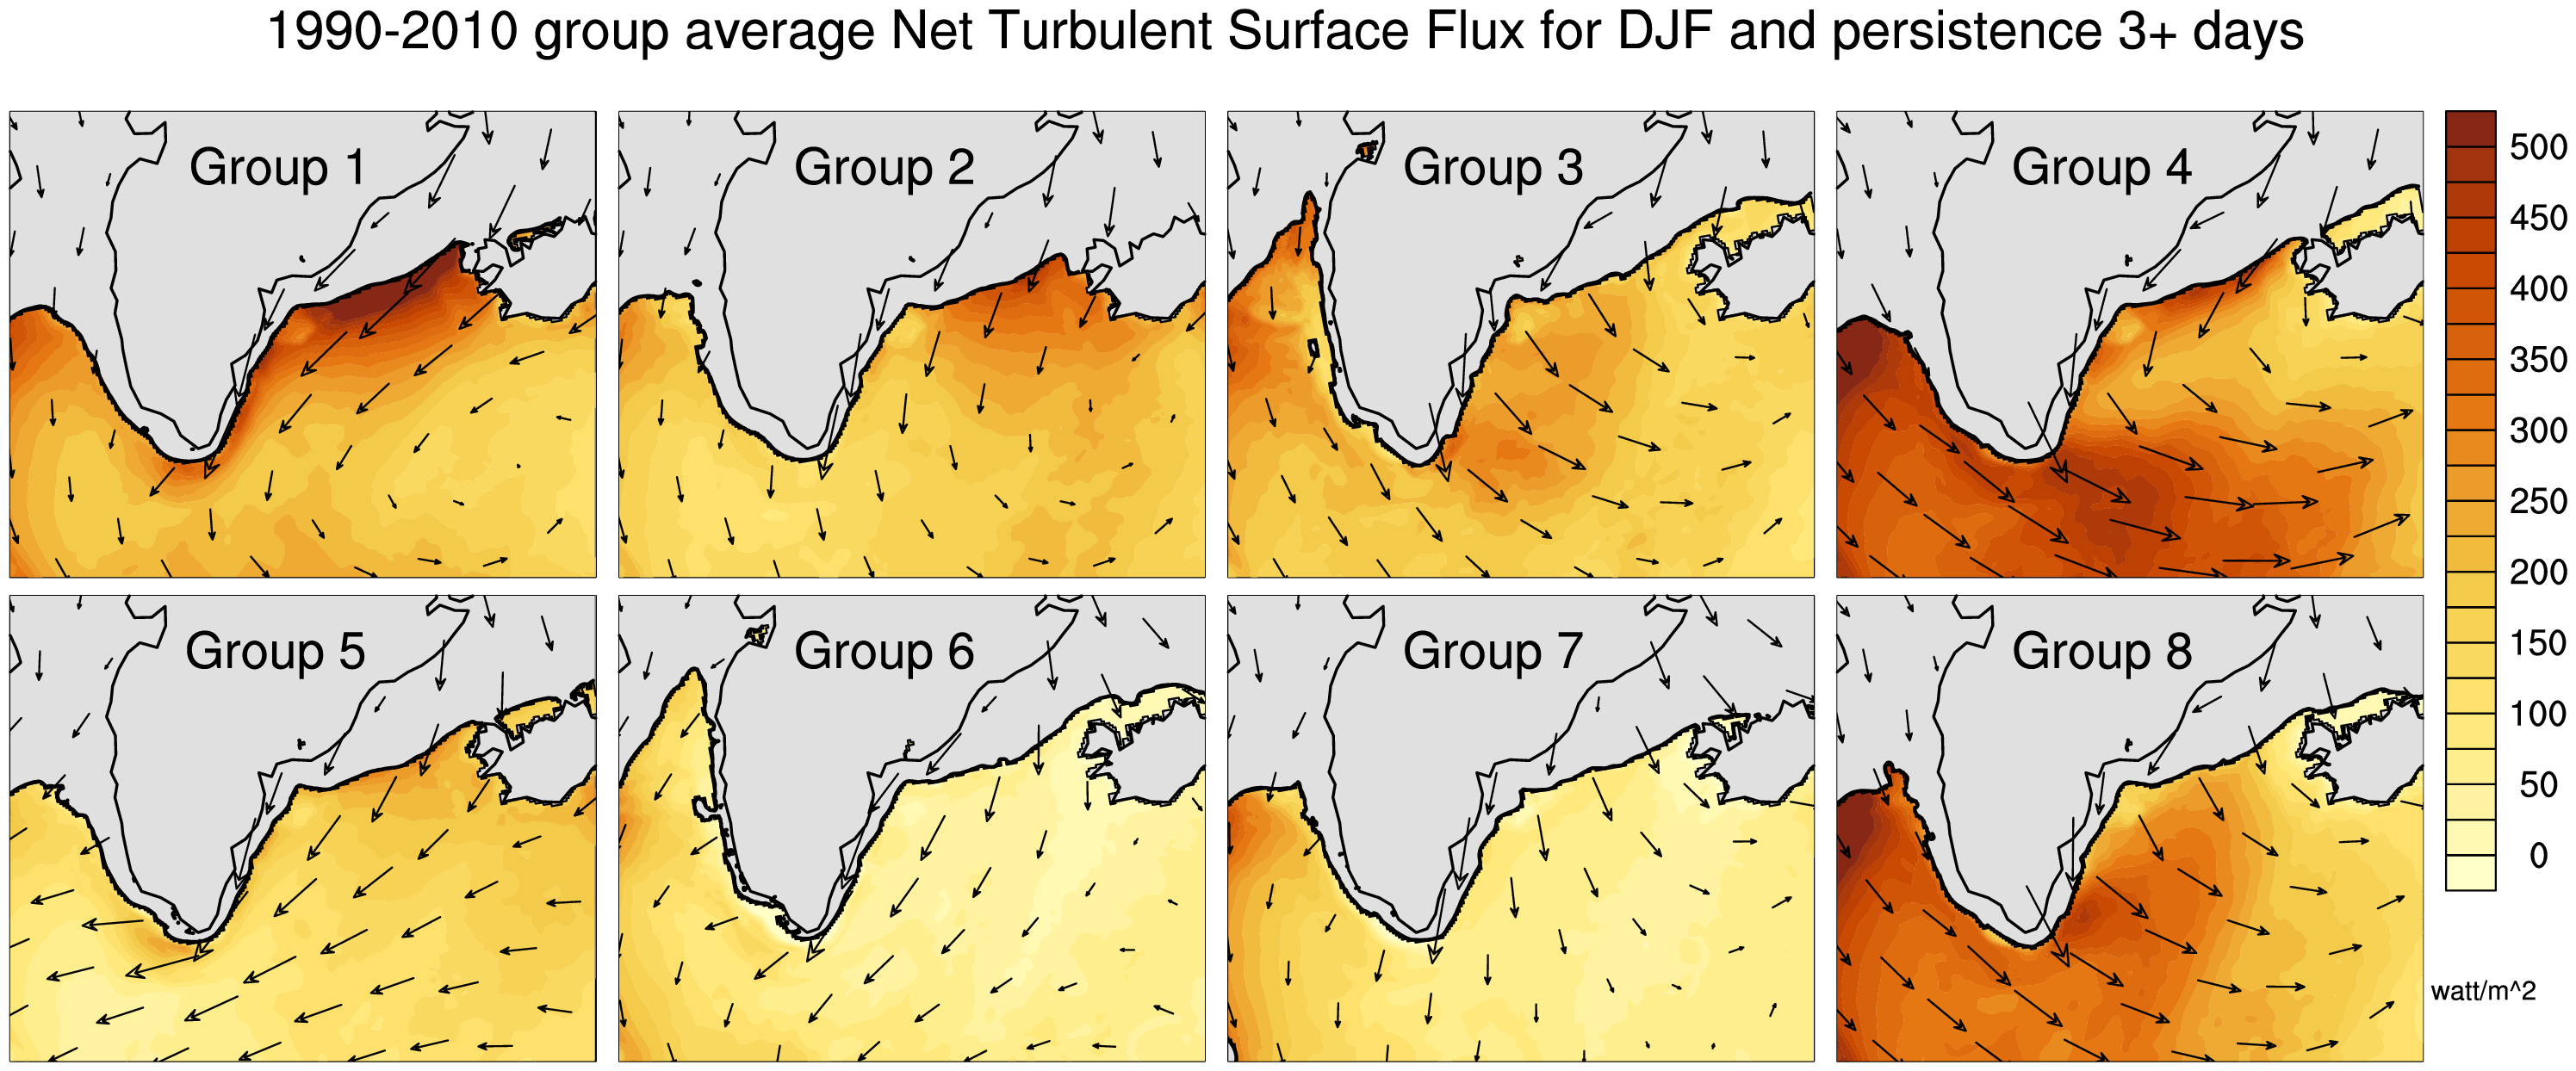 1990-2010 group average Net Turbulent Surface Flux for DJF and persistence 3+ days
Group 1
Group 2
Group 3
Group 4
500
450
400
350
300
250
200
150
100
50
0
watt/m^2
Group 5
Group 6
Group 7
Group 8